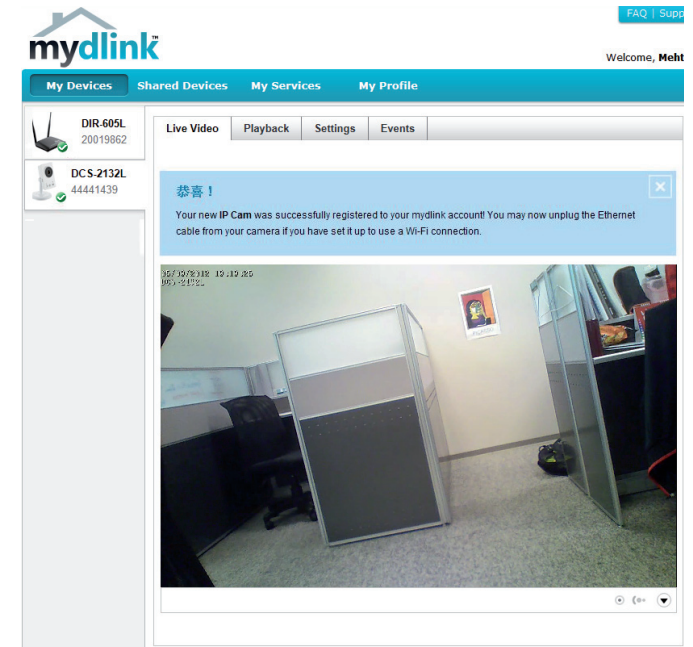 FAQ | Supp
mydlink
Welcome, Meht
My Devices Shared Devices My Services My Profile
DIR-605L
20019862
DCS-2132L
44441439
Live Video Playback Settings Events
恭喜！
Your new IP Cam was successfully registered to your mydlink account! You may now unplug the Ethernet
cable from your camera if you have set it up to use a Wi-Fi connection.